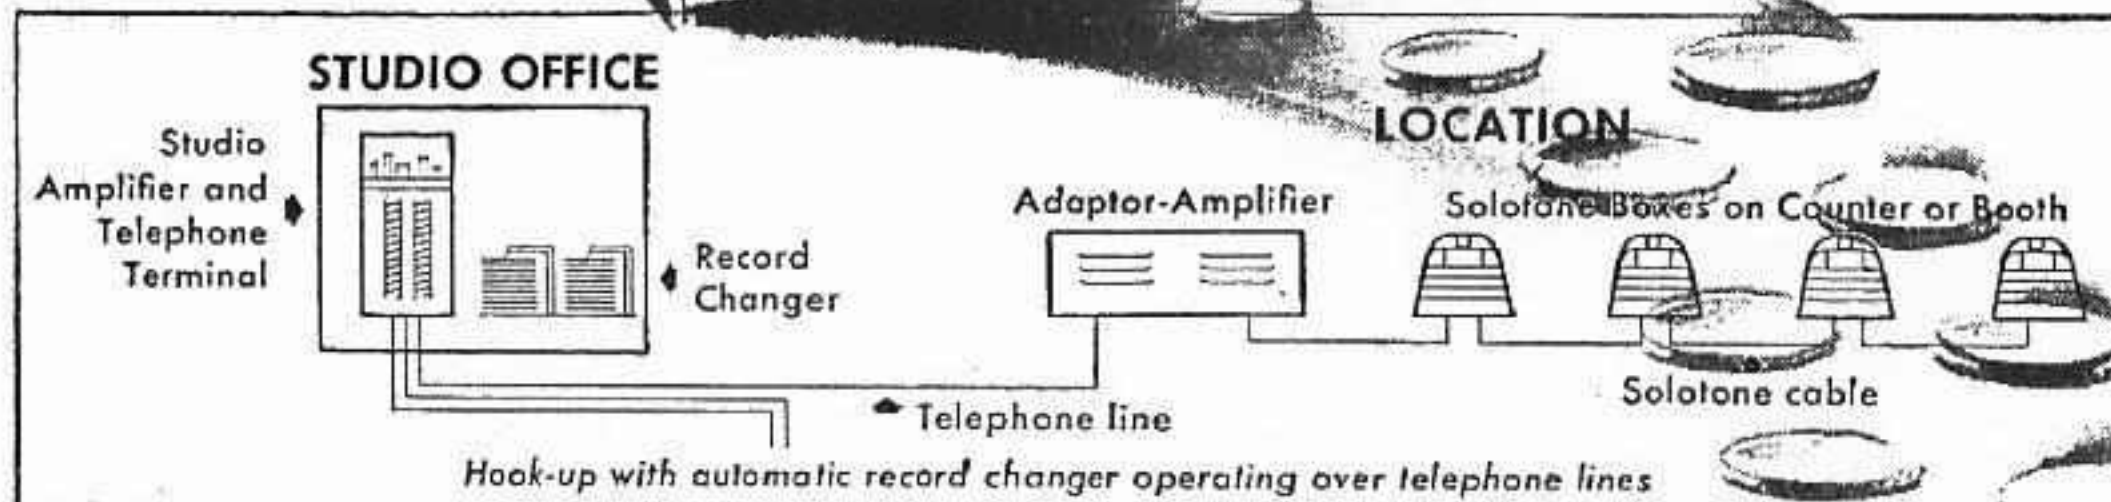 STUDIO OFFICE
Studio
Amplifier and
Telephone
Terminal
Record
Changer
LOCATION
Adaptor-Amplifier
Solotone Boxes on Counter or Booth
Solotone cable
Telephone line
Hook-up with automatic record changer operating over telephone lines